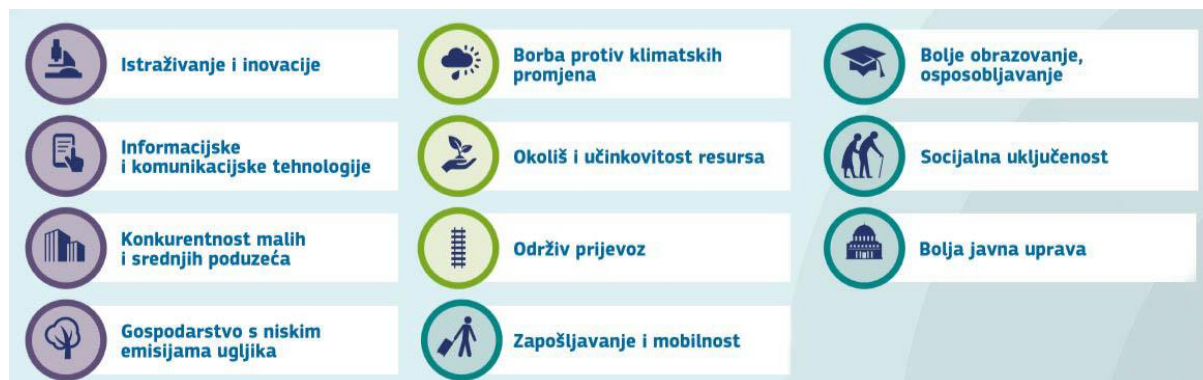 Istraživanje i inovacije
Informacijske
i komunikacijske tehnologije
Konkurentnost malih
i srednjih poduzeća
Gospodarstvo s niskim
emisijama ugljika
Borba protiv klimatskih
promjena
Okoliš i učinkovitost resursa
Održiv prijevoz
Zapošljavanje i mobilnost
Bolje obrazovanje,
osposobljavanje
Socijalna uključenost
Bolja javna uprava